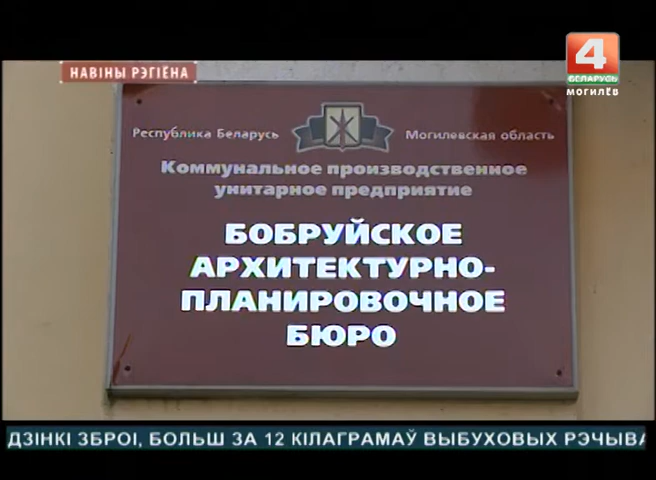 НАВІНЫ РЭГІЁНА
4
БЕЛАРУСЬ
МОГИЛЁВ
Республика Беларусь
Могилевская область
Коммунальное производственное
унитарное предприятие
БОБРУЙСКОЕ
АРХИТЕКТУРНО-
ПЛАНИРОВОЧНОЕ
БЮРО
ДЗІНКІ ЗБРОІ, БОЛЬШ ЗА 12 КІЛАГРАМАЎ ВЫБУХОВЫХ РЭЧЫВА